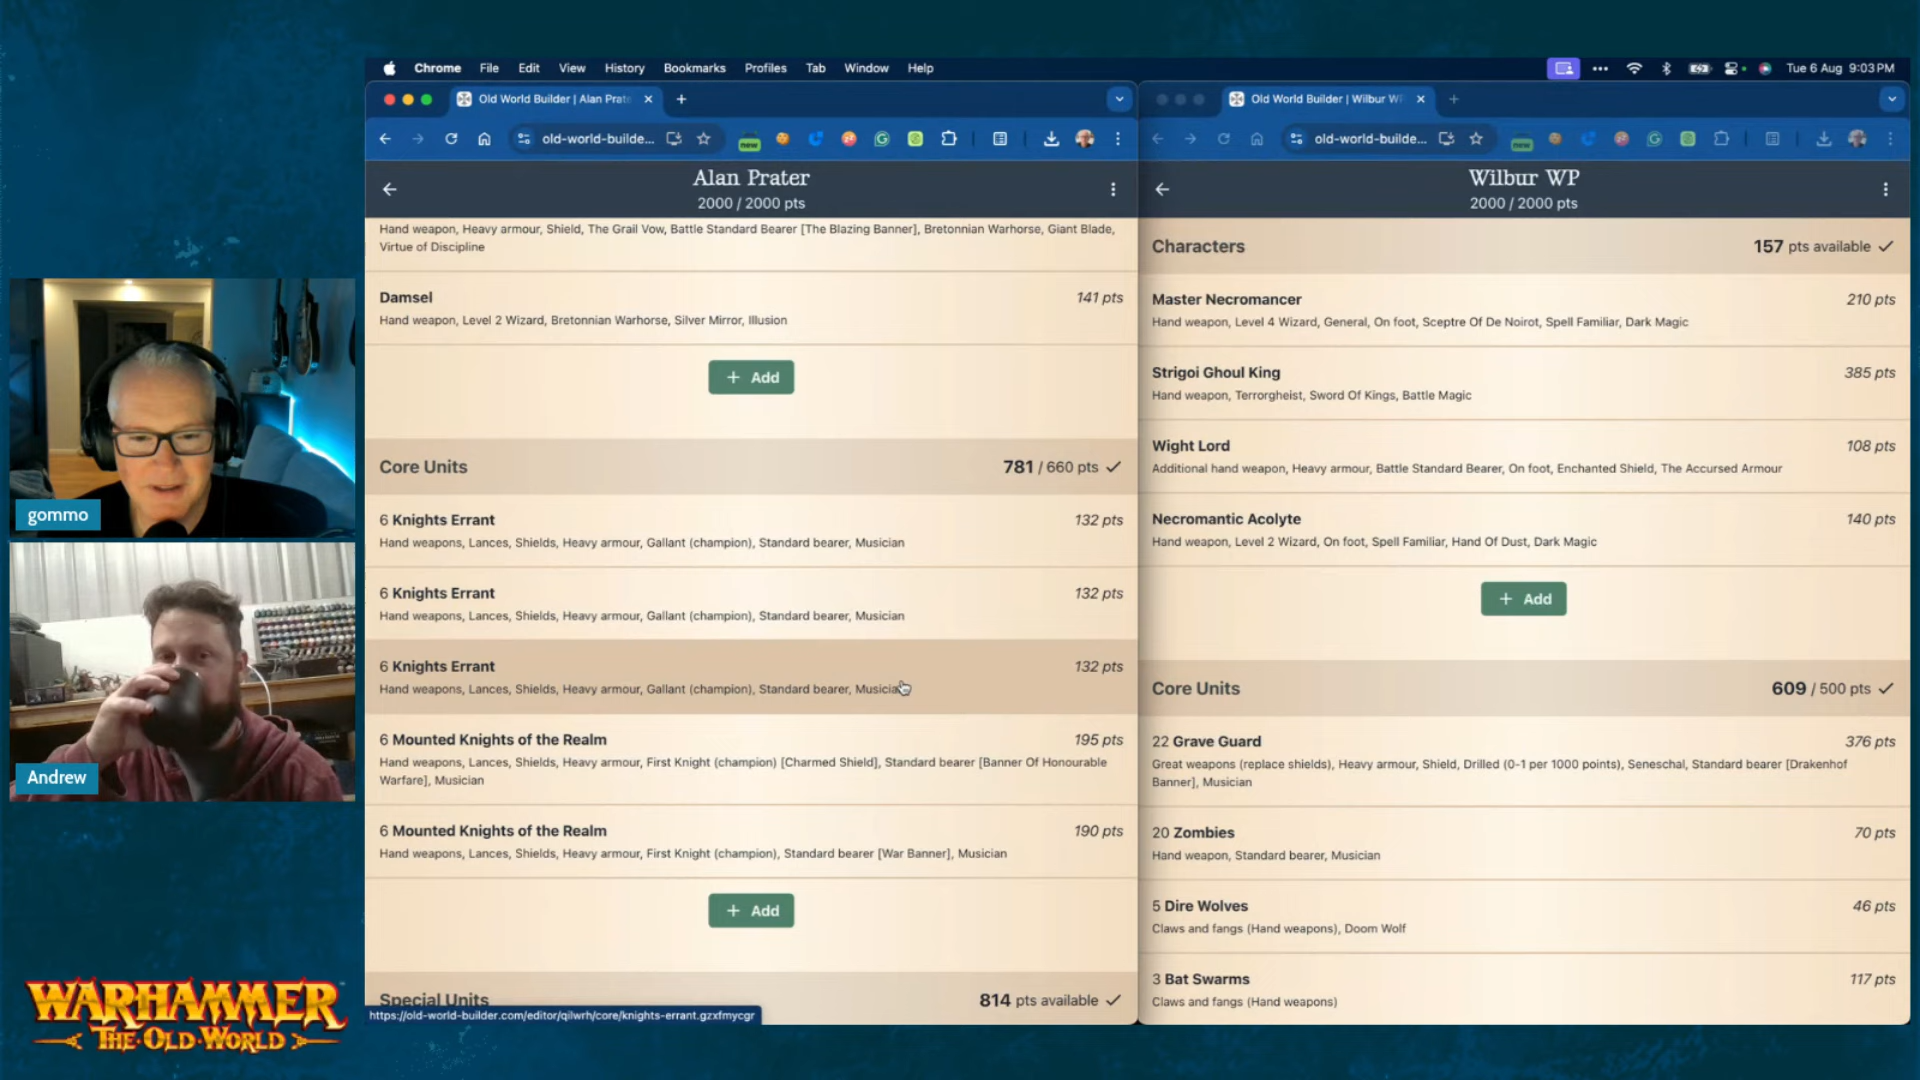 Chrome File Edit View History Bookmarks Profiles Tab Window Help
Tue 6 Aug 9:03 PM
Old World Builder | Alan Prate
old-world-builde...
new
Alan Prater
2000 / 2000 pts
Hand weapon, Heavy armour, Shield, The Grail Vow, Battle Standard Bearer [The Blazing Banner], Bretonnian Warhorse, Giant Blade,
Virtue of Discipline
Damsel 141 pts
Hand weapon, Level 2 Wizard, Bretonnian Warhorse, Silver Mirror, Illusion
+ Add
Core Units 781 / 660 pts
6 Knights Errant 132 pts
Hand weapons, Lances, Shields, Heavy armour, Gallant (champion), Standard bearer, Musician
6 Knights Errant 132 pts
Hand weapons, Lances, Shields, Heavy armour, Gallant (champion), Standard bearer, Musician
6 Knights Errant 132 pts
Hand weapons, Lances, Shields, Heavy armour, Gallant (champion), Standard bearer, Musician
6 Mounted Knights of the Realm 195 pts
Hand weapons, Lances, Shields, Heavy armour, First Knight (champion) [Charmed Shield], Standard bearer [Banner Of Honourable
Warfare], Musician
6 Mounted Knights of the Realm 190 pts
Hand weapons, Lances, Shields, Heavy armour, First Knight (champion), Standard bearer [War Banner], Musician
+ Add
Special Units 814 pts available
https://old-world-builder.com/editor/qilwrh/core/knights-errant.gzxfmycgr
Old World Builder | Wilbur WP
old-world-builde...
new
Wilbur WP
2000 / 2000 pts
Characters 157 pts available
Master Necromancer 210 pts
Hand weapon, Level 4 Wizard, General, On foot, Sceptre Of De Noirot, Spell Familiar, Dark Magic
Strigoi Ghoul King 385 pts
Hand weapon, Terrorgheist, Sword Of Kings, Battle Magic
Wight Lord 108 pts
Additional hand weapon, Heavy armour, Battle Standard Bearer, On foot, Enchanted Shield, The Accursed Armour
Necromantic Acolyte 140 pts
Hand weapon, Level 2 Wizard, On foot, Spell Familiar, Hand Of Dust, Dark Magic
+ Add
Core Units 609 / 500 pts
22 Grave Guard 376 pts
Great weapons (replace shields), Heavy armour, Shield, Drilled (0-1 per 1000 points), Seneschal, Standard bearer [Drakenhof
Banner], Musician
20 Zombies 70 pts
Hand weapon, Standard bearer, Musician
5 Dire Wolves 46 pts
Claws and fangs (Hand weapons), Doom Wolf
3 Bat Swarms 117 pts
Claws and fangs (Hand weapons)
gommo
Andrew
WARHAMMER
THE OLD WORLD